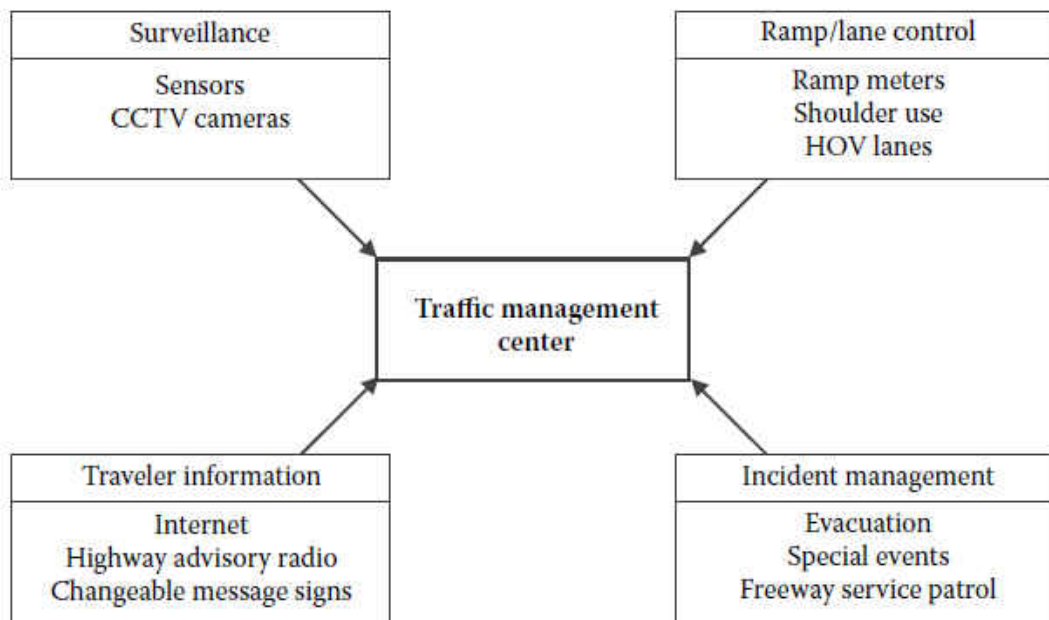 Surveillance
Sensors
CCTV cameras
Ramp/lane control
Ramp meters
Shoulder use
HOV lanes
Traffic management
center
Traveler information
Internet
Highway advisory radio
Changeable message signs
Incident management
Evacuation
Special events
Freeway service patrol